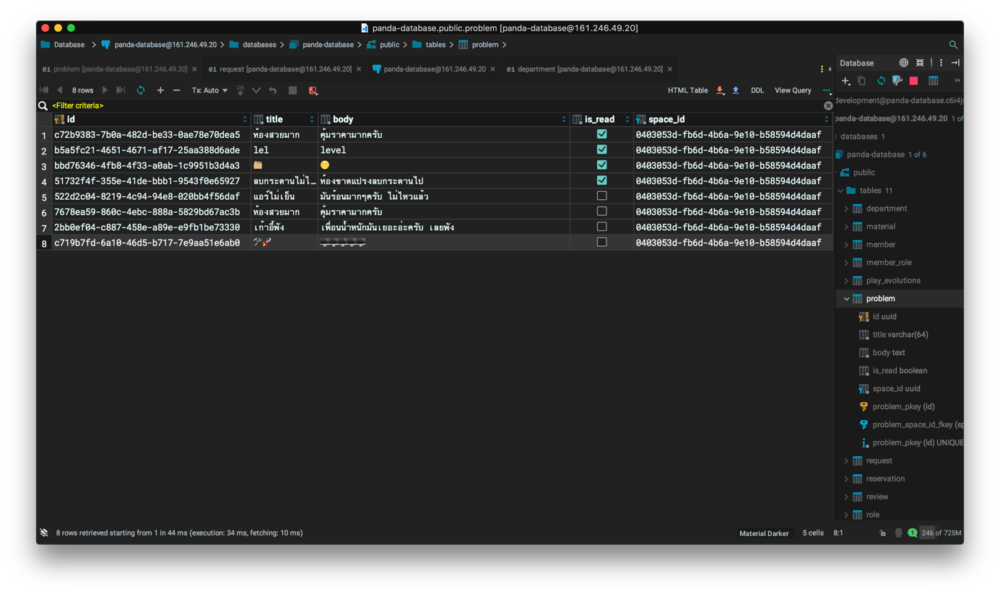 panda-database.public.problem [panda-database@161.246.49.20]
Database panda-database@161.246.49.20 databases panda-database public tables problem
problem [panda-database@161.246.49.20] request [panda-database@161.246.49.20] panda-database@161.246.49.20 department [panda-database@161.246.49.20] 4
8 rows Tx: Auto DB HTML Table DDL View Query
<Filter criteria>
id title body is_read space_id
1 c72b9383-7b0a-482d-be33-0ae78e70dea5 ห้องสวยมาก คุ้มราคามากครับ 0403053d-fb6d-4b6a-9e10-b58594d4daaf
2 b5a5fc21-4651-4671-af17-25aa388d6ade lel level 0403053d-fb6d-4b6a-9e10-b58594d4daaf
3 bbd76346-4fb8-4f33-a0ab-1c9951b3d4a3 0403053d-fb6d-4b6a-9e10-b58594d4daaf
4 51732f4f-355e-41de-bbb1-9543f0e65927 ลบกระดานไม่ไ… ห้องขาดแปรงลบกระดานไป 0403053d-fb6d-4b6a-9e10-b58594d4daaf
5 522d2c04-8219-4c94-94e8-020bb4f56daf แอร์ไม่เย็น มันร้อนมากๆครับ ไม่ไหวแล้ว 0403053d-fb6d-4b6a-9e10-b58594d4daaf
6 7678ea59-860c-4ebc-888a-5829bd67ac3b ห้องสวยมาก คุ้มราคามากครับ 0403053d-fb6d-4b6a-9e10-b58594d4daaf
7 2bb0ef04-c887-458e-a89e-e9fb1be73330 เก้าอี้พัง เพื่อนน้ำหนักมันเยอะอ่ะครับ เลยพัง 0403053d-fb6d-4b6a-9e10-b58594d4daaf
8 c719b7fd-6a10-46d5-b717-7e9aa51e6ab0 0403053d-fb6d-4b6a-9e10-b58594d4daaf
Database
development@panda-database.c6i4j
panda-database@161.246.49.20 1 of
databases 1
panda-database 1 of 6
public
tables 11
department
material
member
member_role
play_evolutions
problem
id uuid
title varchar(64)
body text
is_read boolean
space_id uuid
problem_pkey (id)
problem_space_id_fkey (sp
problem_pkey (id) UNIQUE
request
reservation
review
role
8 rows retrieved starting from 1 in 44 ms (execution: 34 ms, fetching: 10 ms) Material Darker 5 cells 8:1 1 246 of 725M